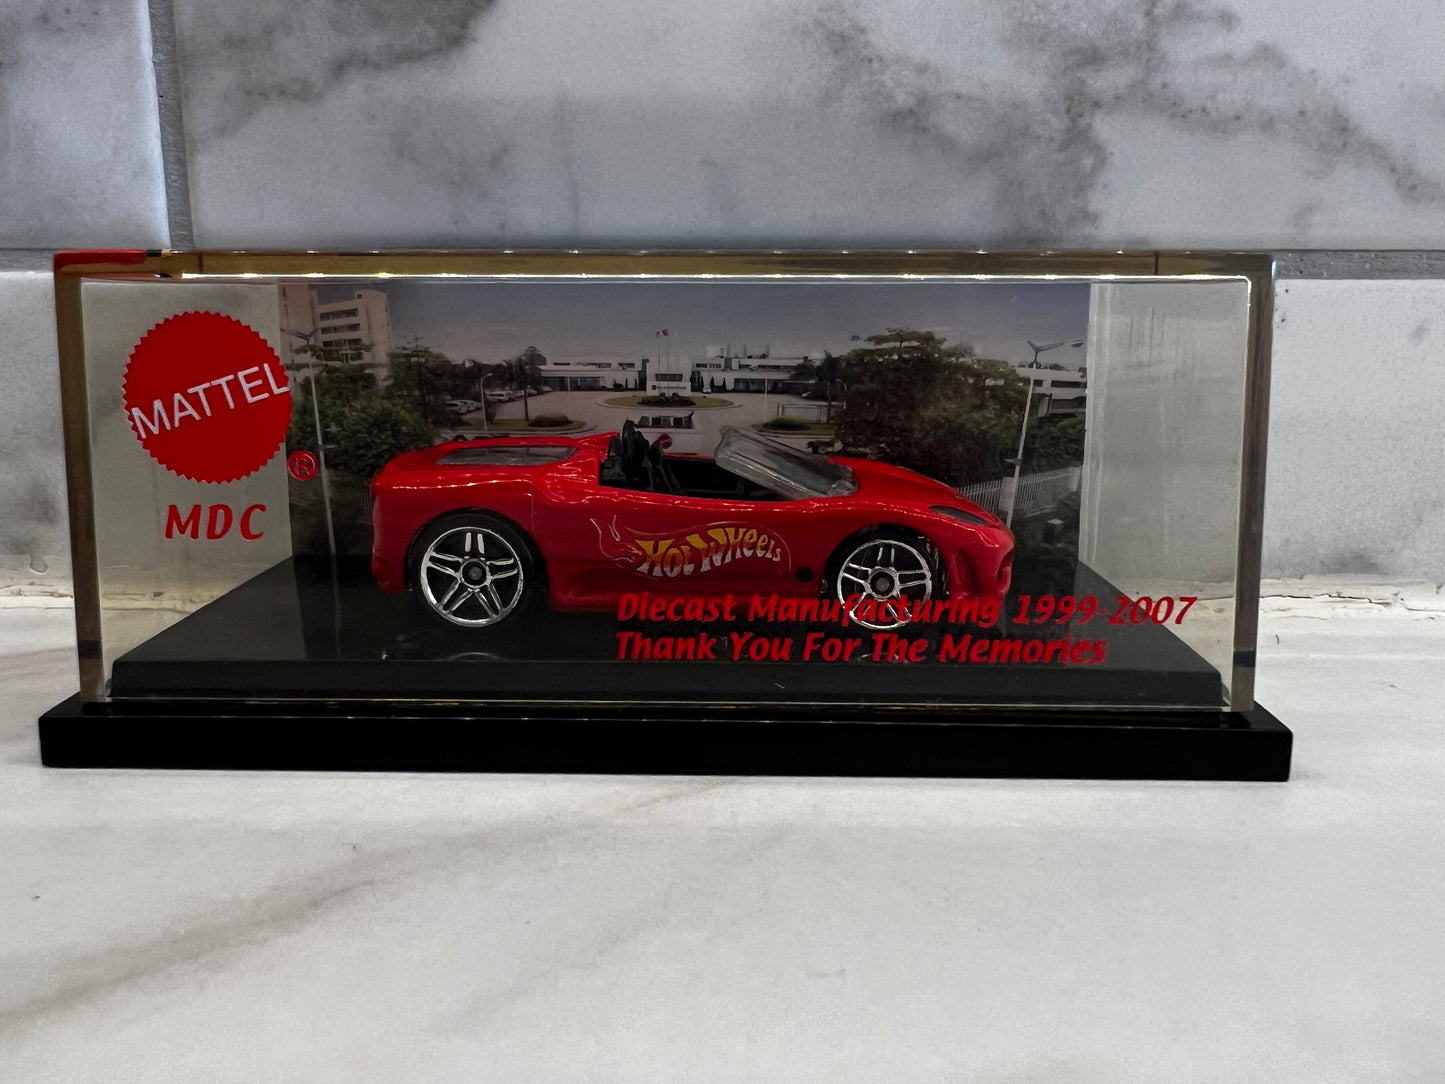 MATTEL
®
MDC
Hot Wheels
Diecast Manufacturing 1999-2007
Thank You For The Memories